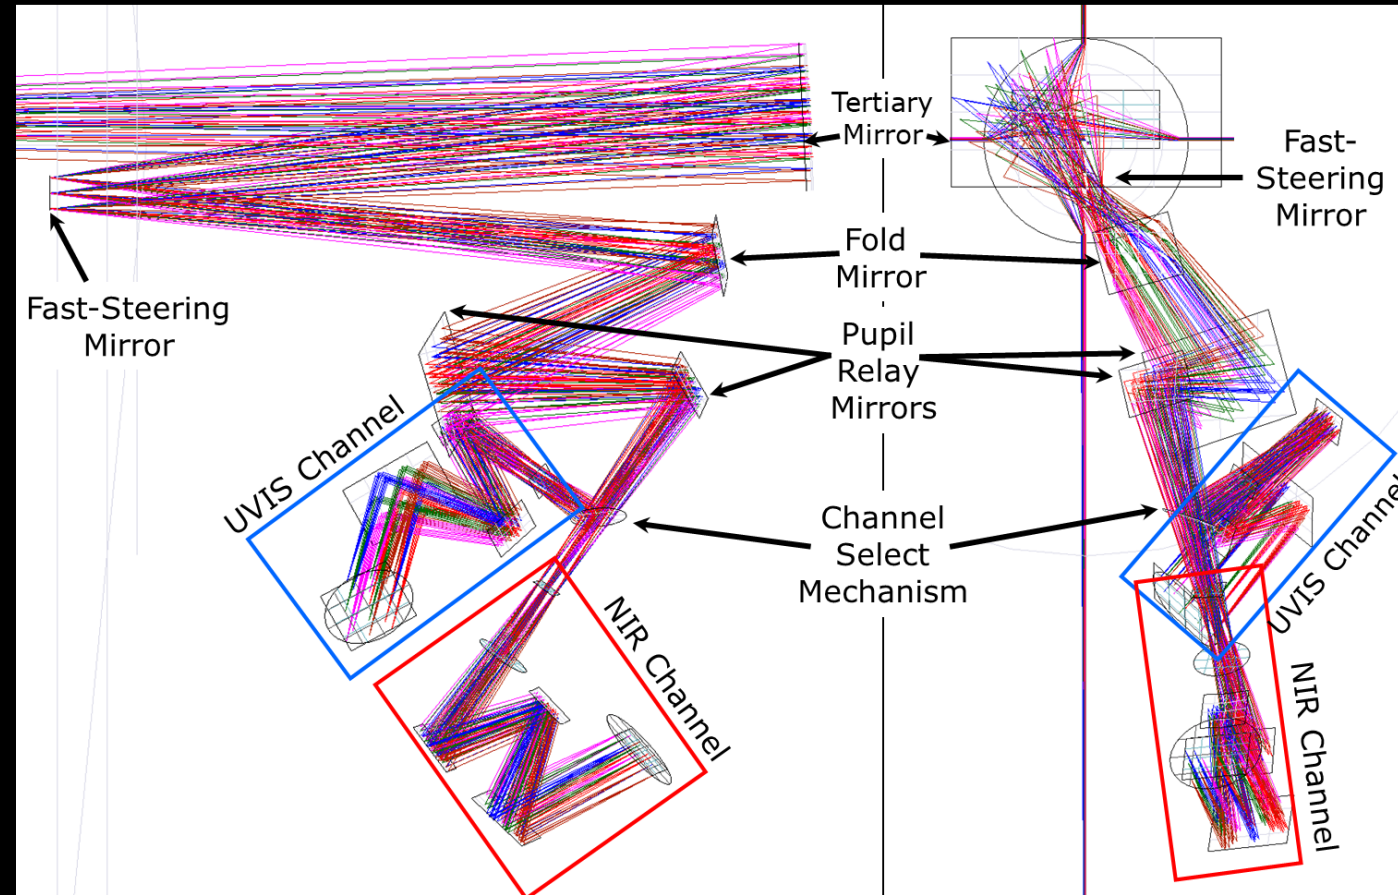 Tertiary
Mirror
Fast-
Steering
Mirror
Fold
Mirror
Fast-Steering
Mirror
Pupil
Relay
Mirrors
UVIS Channel
Channel
Select
Mechanism
UVIS Channel
NIR Channel
NIR Channel